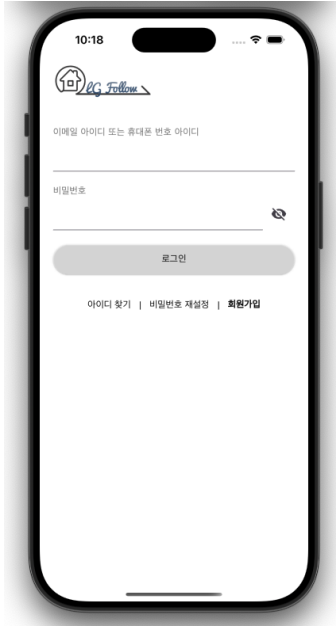 10:18
LG Follow
이메일 아이디 또는 휴대폰 번호 아이디
비밀번호
로그인
아이디 찾기 | 비밀번호 재설정 | 회원가입